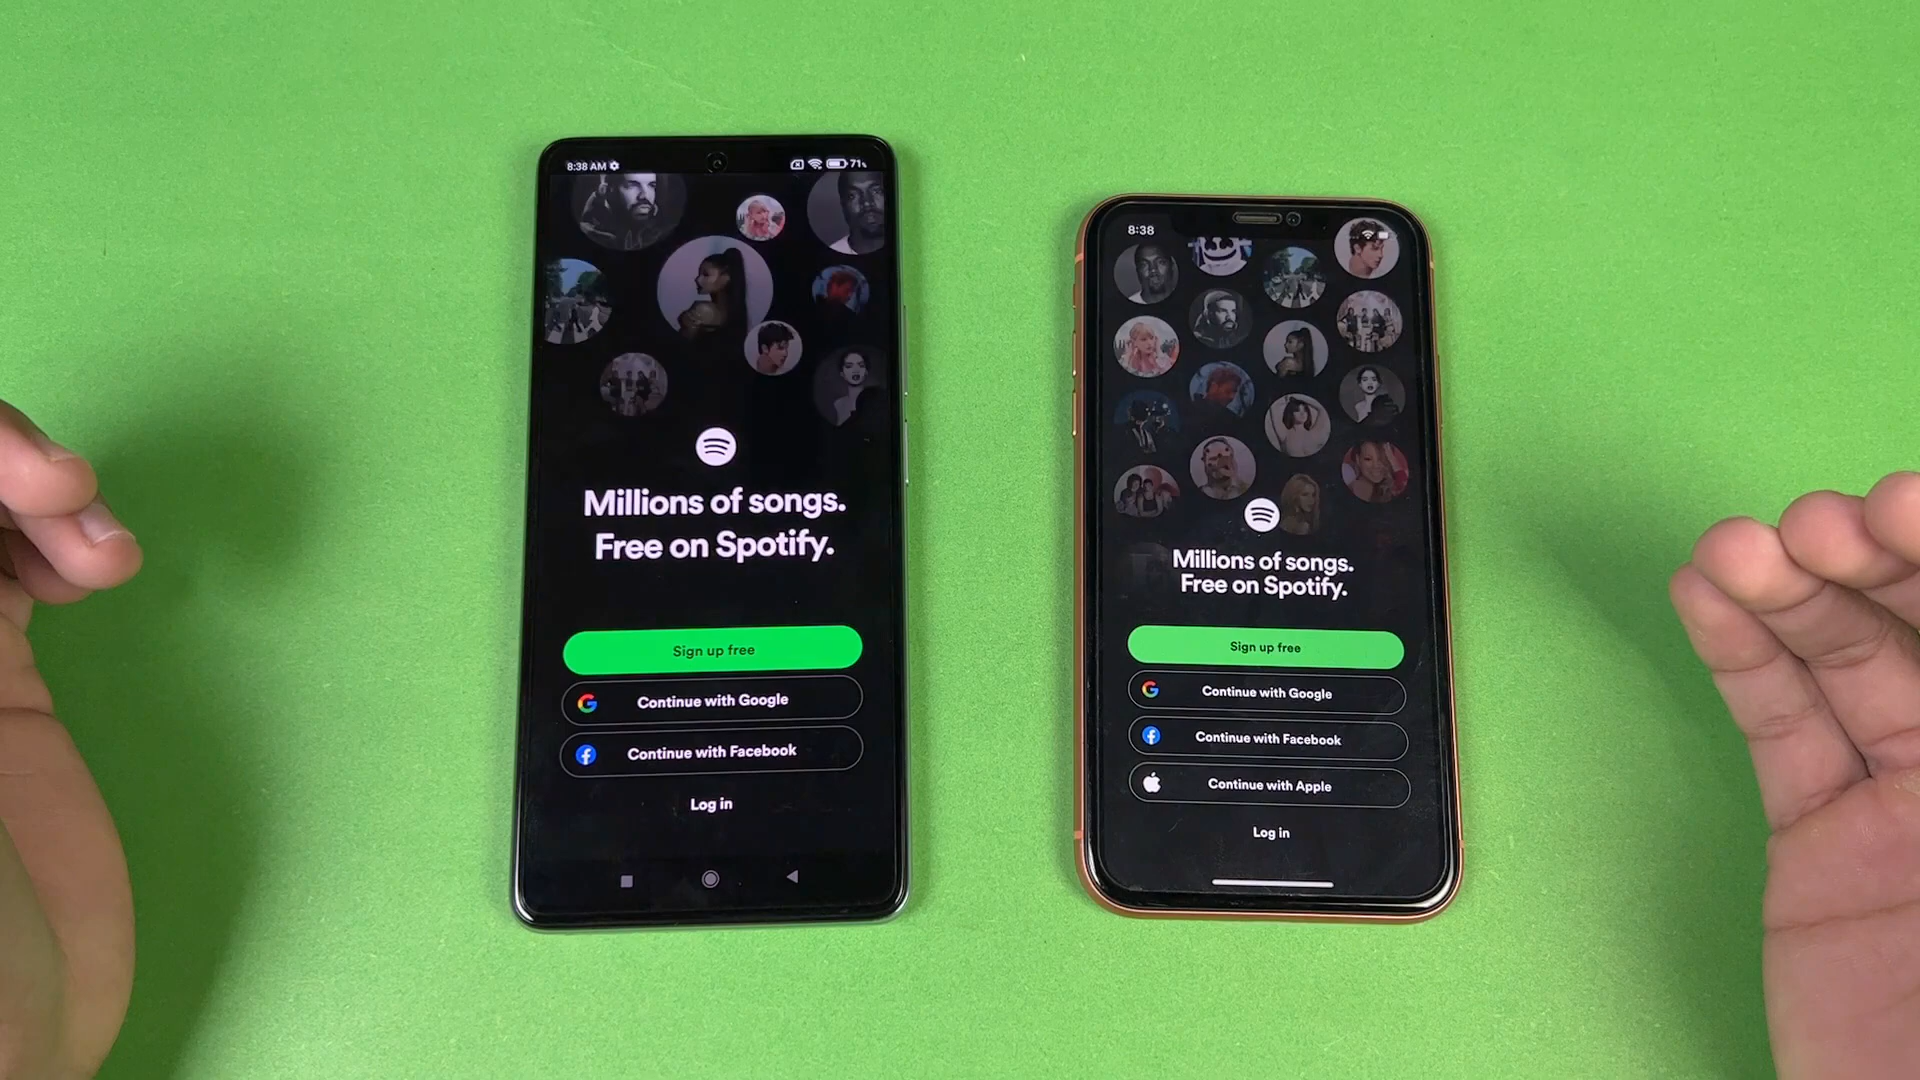 8:38 AM
71%
Millions of songs.
Free on Spotify.
Sign up free
Continue with Google
Continue with Facebook
Log in
8:38
Millions of songs.
Free on Spotify.
Sign up free
Continue with Google
Continue with Facebook
Continue with Apple
Log in